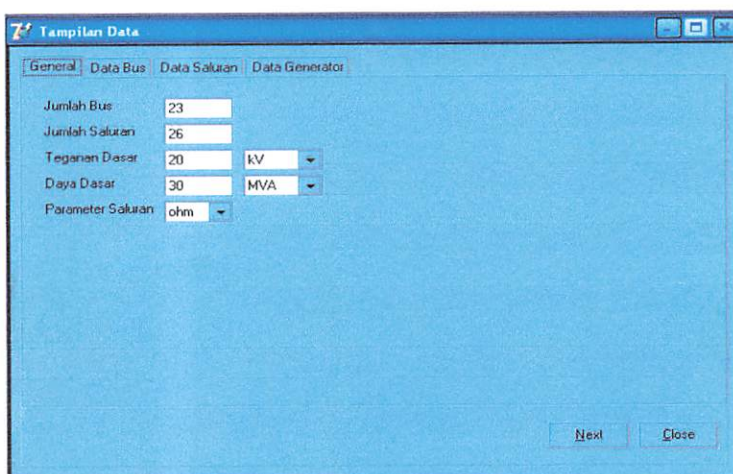 Tampilan Data
General Data Bus Data Saluran Data Generator
Jumlah Bus 23
Jumlah Saluran 26
Teganan Dasar 20 kV
Daya Dasar 30 MVA
Parameter Saluran ohm
Next Close